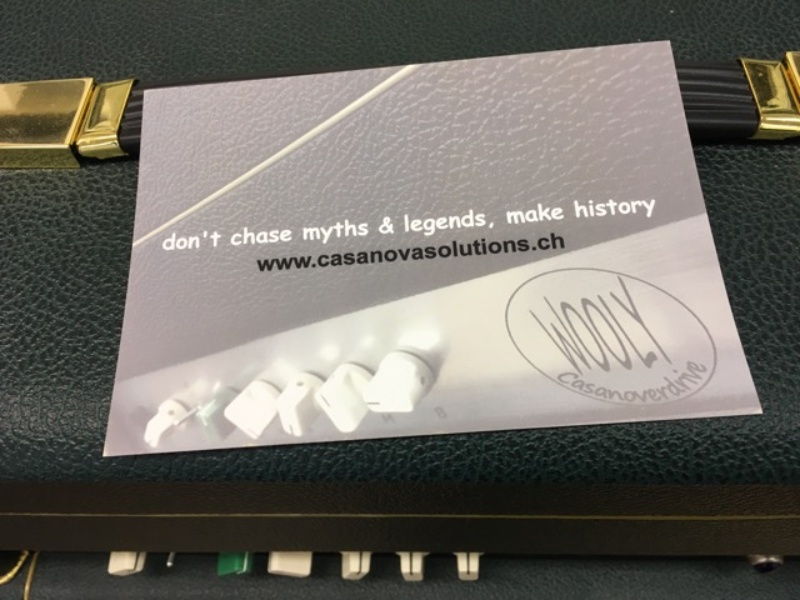 don't chase myths & legends, make history
www.casanovasolutions.ch
WOOLY
Casanoverdrive
M B